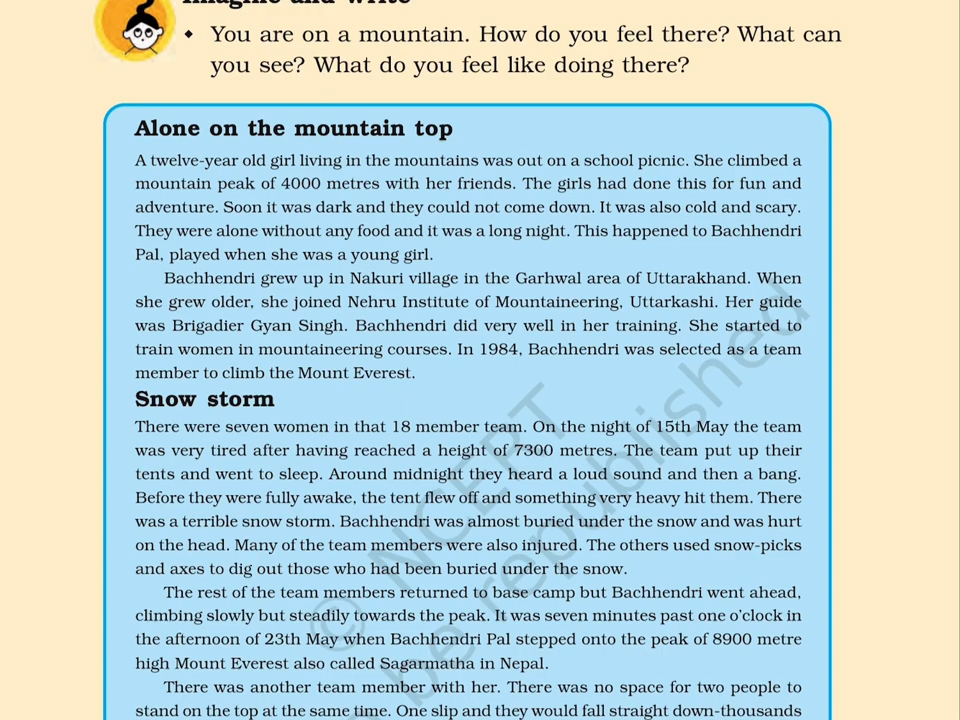 Imagine and write
◆ You are on a mountain. How do you feel there? What can
you see? What do you feel like doing there?
Alone on the mountain top
A twelve-year old girl living in the mountains was out on a school picnic. She climbed a
mountain peak of 4000 metres with her friends. The girls had done this for fun and
adventure. Soon it was dark and they could not come down. It was also cold and scary.
They were alone without any food and it was a long night. This happened to Bachhendri
Pal, played when she was a young girl.
Bachhendri grew up in Nakuri village in the Garhwal area of Uttarakhand. When
she grew older, she joined Nehru Institute of Mountaineering, Uttarkashi. Her guide
was Brigadier Gyan Singh. Bachhendri did very well in her training. She started to
train women in mountaineering courses. In 1984, Bachhendri was selected as a team
member to climb the Mount Everest.
Snow storm
There were seven women in that 18 member team. On the night of 15th May the team
was very tired after having reached a height of 7300 metres. The team put up their
tents and went to sleep. Around midnight they heard a loud sound and then a bang.
Before they were fully awake, the tent flew off and something very heavy hit them. There
was a terrible snow storm. Bachhendri was almost buried under the snow and was hurt
on the head. Many of the team members were also injured. The others used snow-picks
and axes to dig out those who had been buried under the snow.
The rest of the team members returned to base camp but Bachhendri went ahead,
climbing slowly but steadily towards the peak. It was seven minutes past one o'clock in
the afternoon of 23th May when Bachhendri Pal stepped onto the peak of 8900 metre
high Mount Everest also called Sagarmatha in Nepal.
There was another team member with her. There was no space for two people to
stand on the top at the same time. One slip and they would fall straight down-thousands
© NCERT
be republished